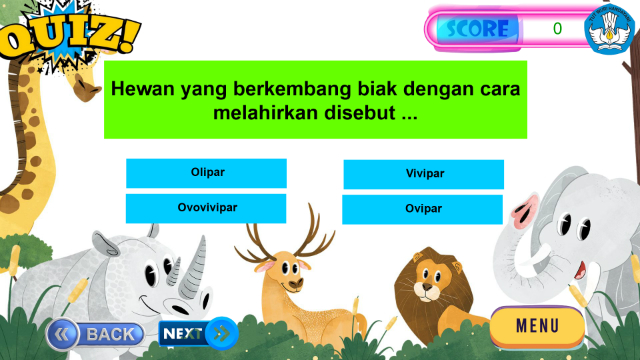 QUIZ!
SCORE 0
Hewan yang berkembang biak dengan cara
melahirkan disebut ...
Olipar
Vivipar
Ovovivipar
Ovipar
BACK
NEXT
MENU